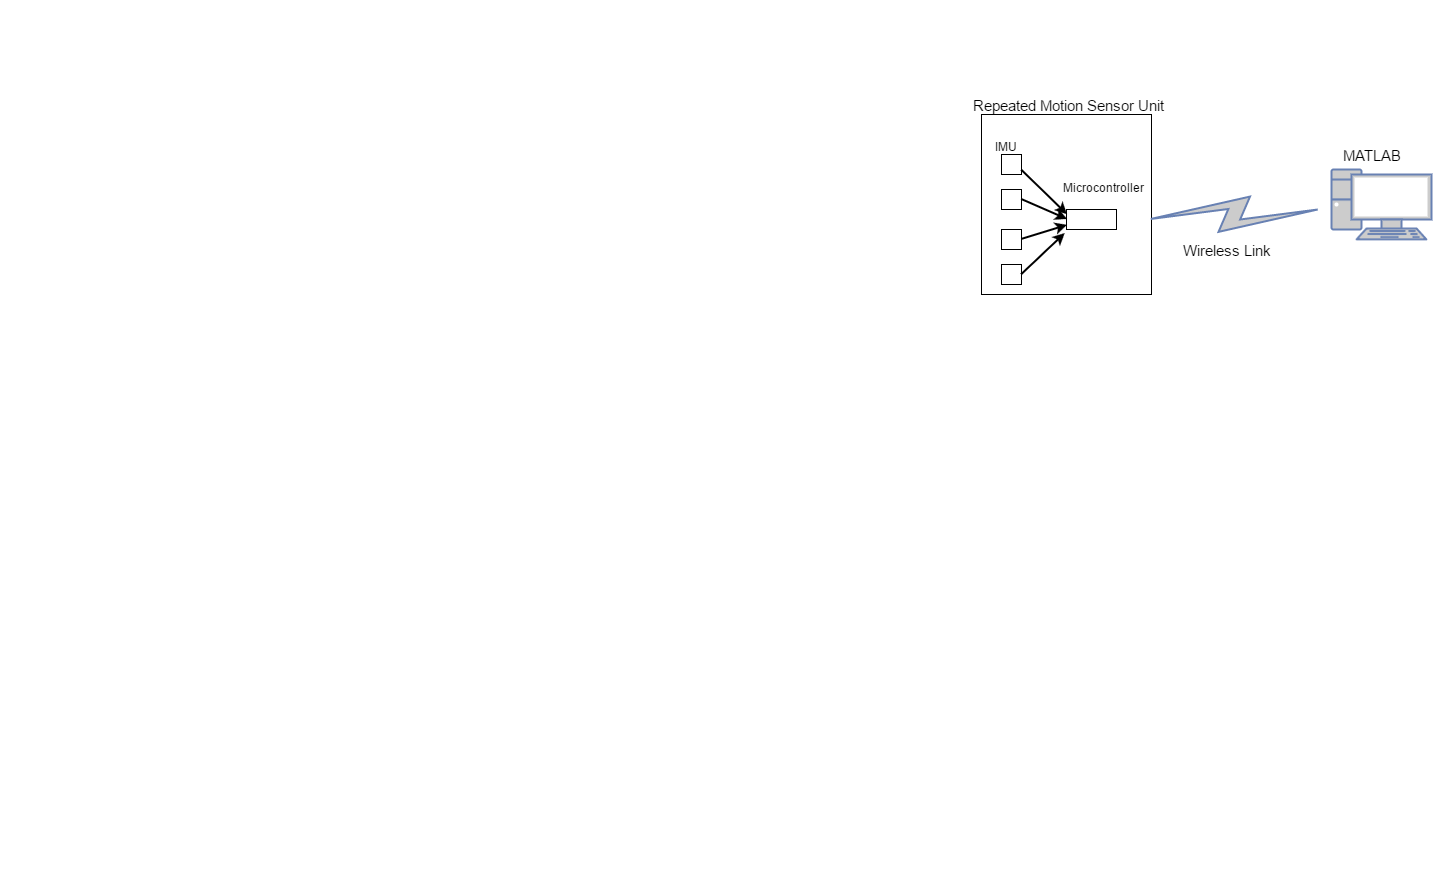 Repeated Motion Sensor Unit
IMU
Microcontroller
MATLAB
Wireless Link